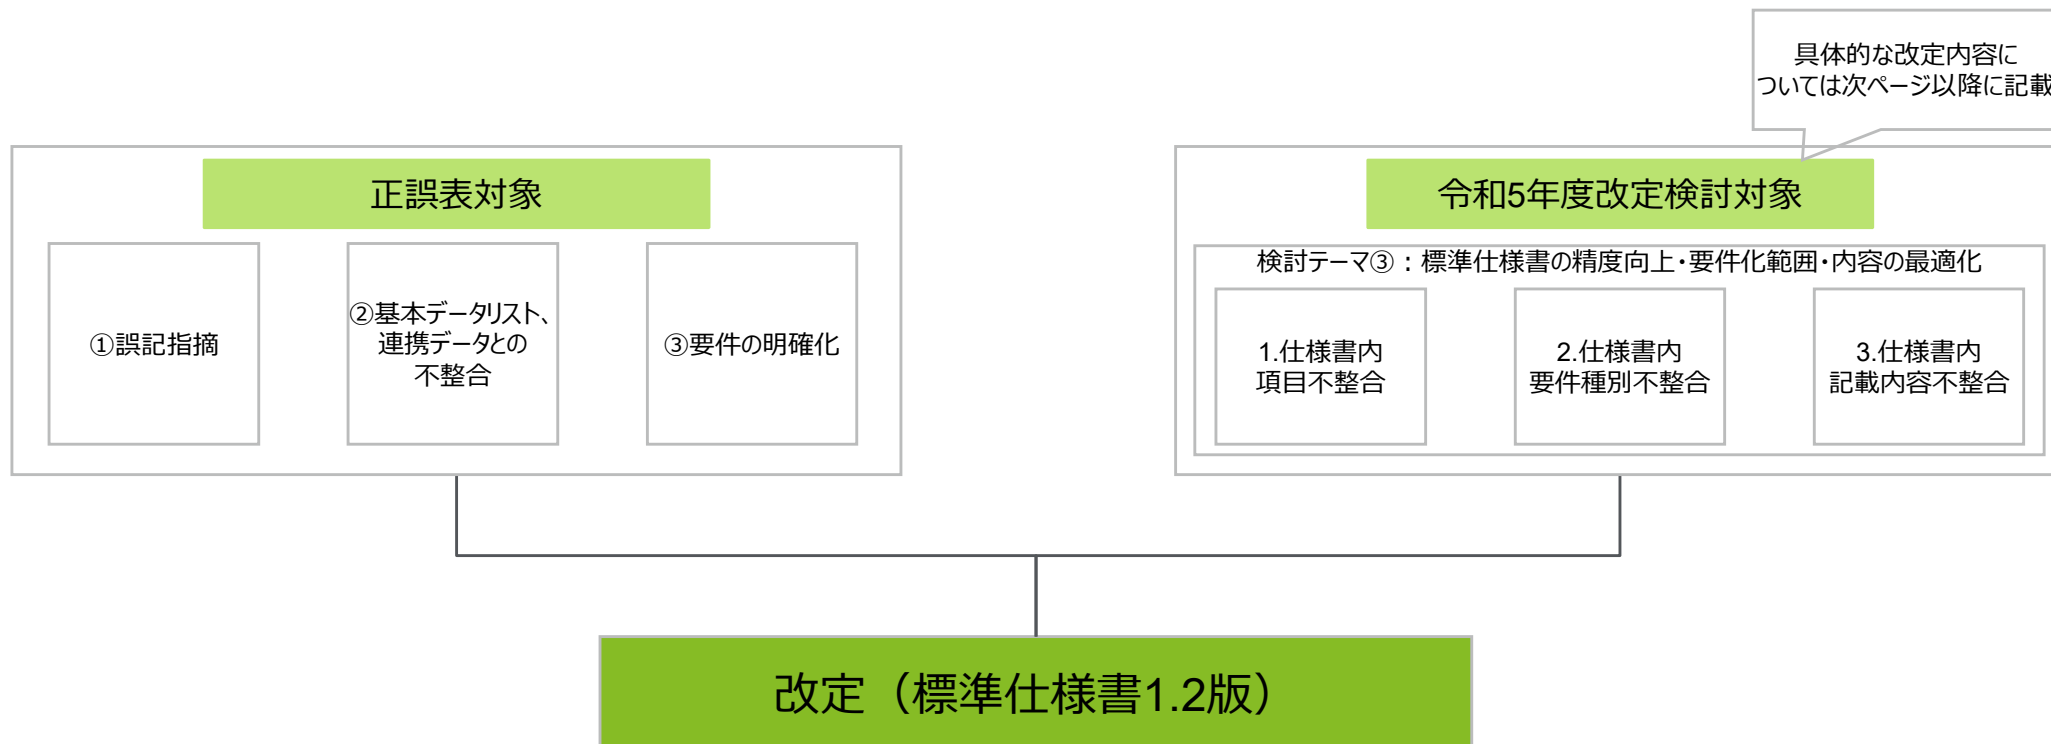 具体的な改定内容に
ついては次ページ以降に記載
正誤表対象
①誤記指摘
②基本データリスト、
連携データとの
不整合
③要件の明確化
令和5年度改定検討対象
検討テーマ③：標準仕様書の精度向上・要件化範囲・内容の最適化
1.仕様書内
項目不整合
2.仕様書内
要件種別不整合
3.仕様書内
記載内容不整合
改定（標準仕様書1.2版）